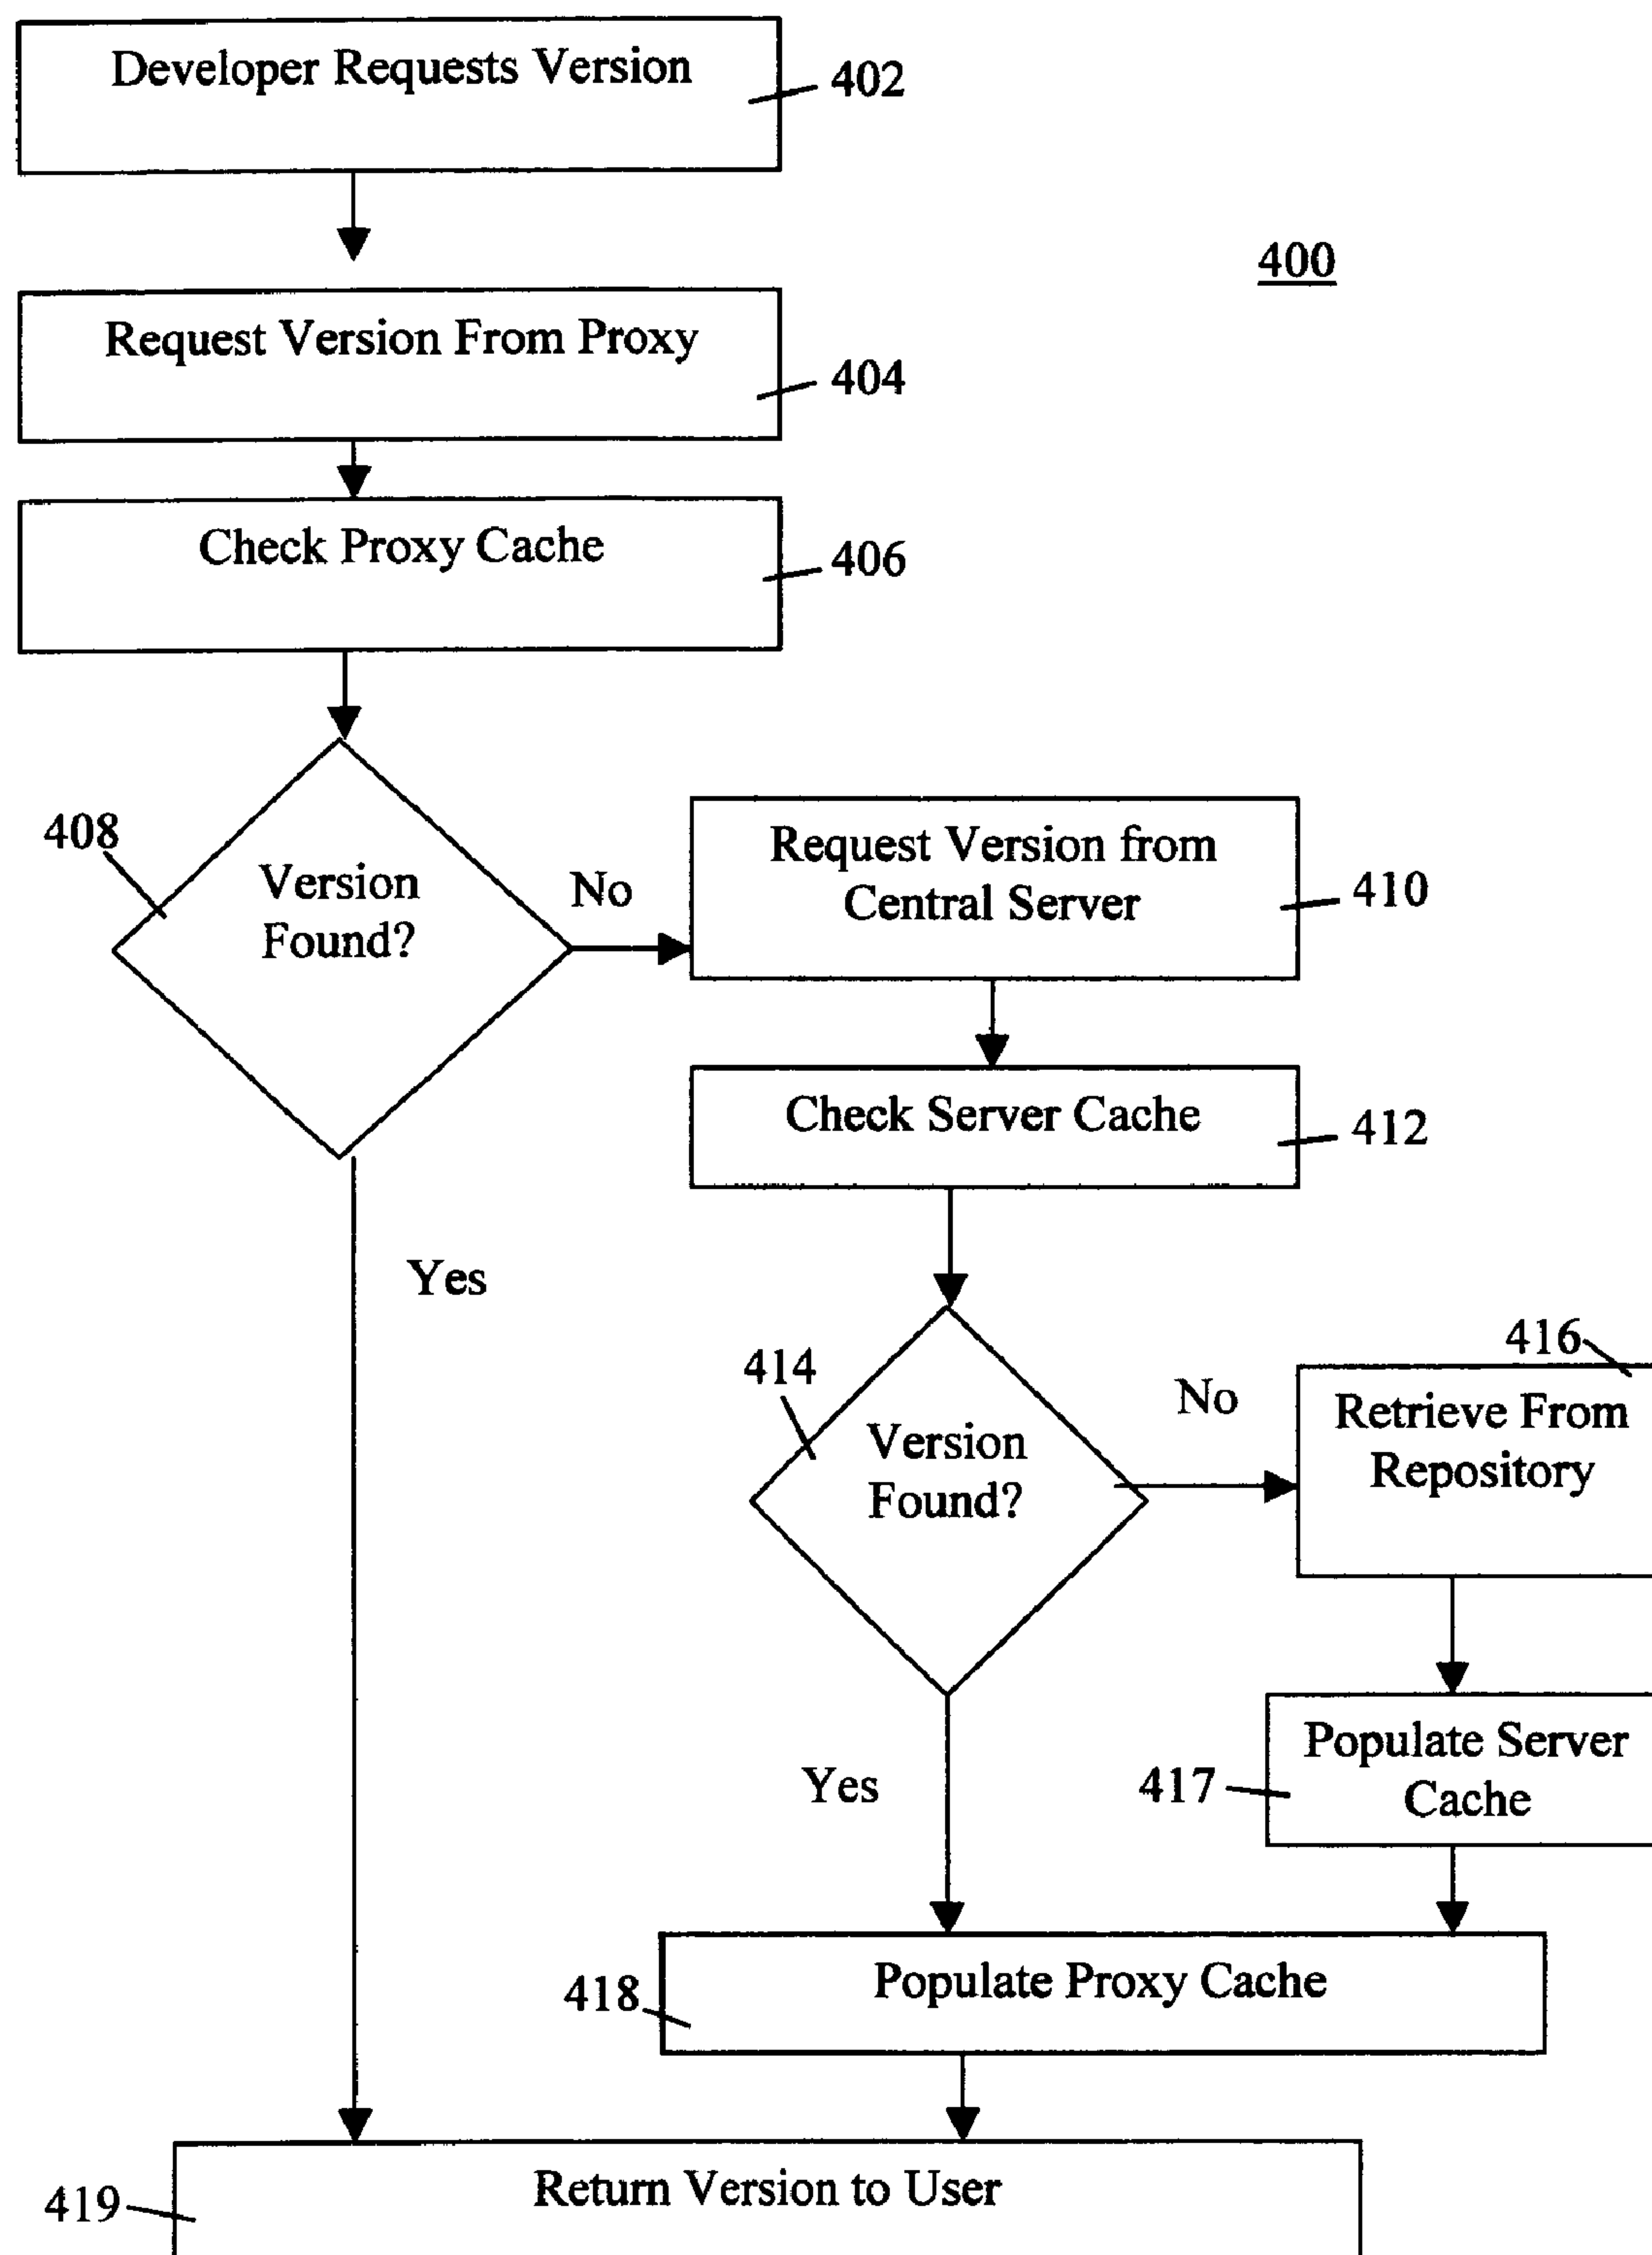 Developer Requests Version
402
400
Request Version From Proxy
404
Check Proxy Cache
406
408
Version
Found?
No
Request Version from
Central Server
410
Check Server Cache
412
Yes
414
Version
Found?
No
416
Retrieve From
Repository
Yes
417
Populate Server
Cache
418
Populate Proxy Cache
419
Return Version to User